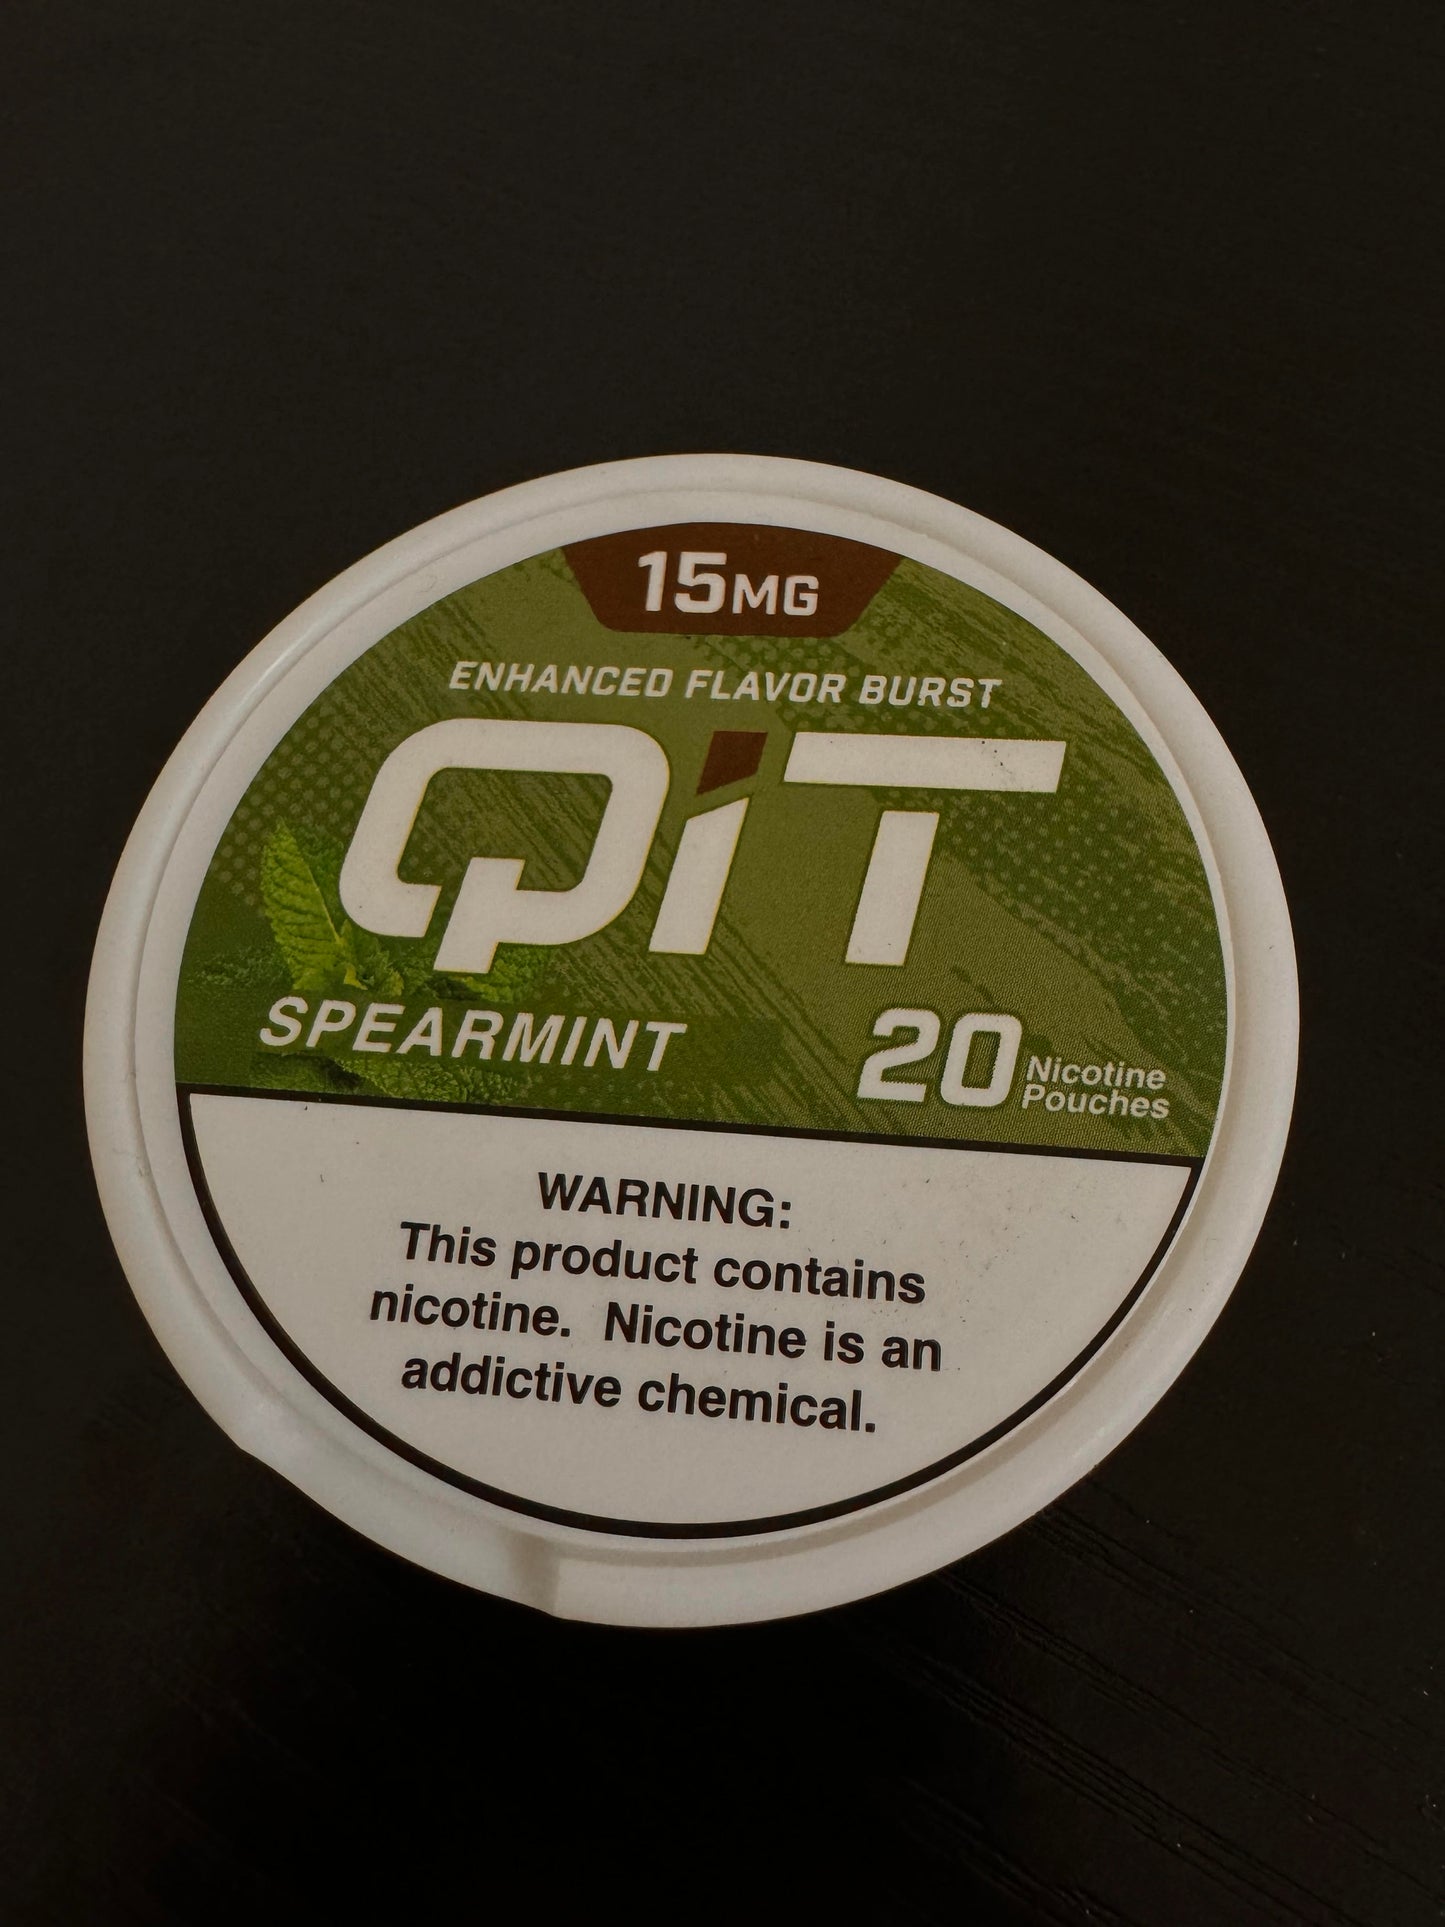 15MG
ENHANCED FLAVOR BURST
QiT
SPEARMINT
20 Nicotine
Pouches
WARNING:
This product contains
nicotine. Nicotine is an
addictive chemical.